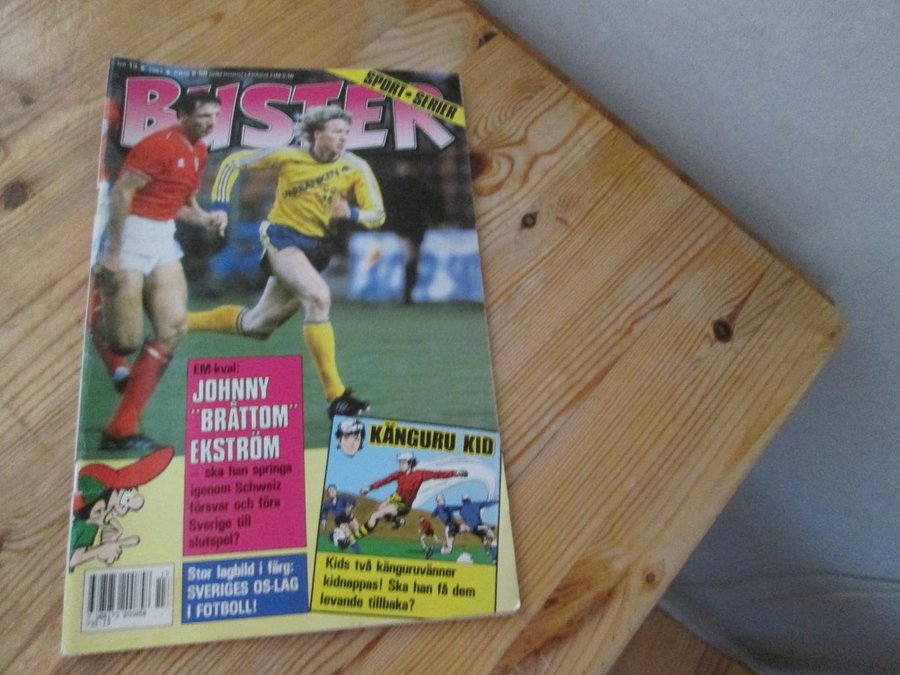 Nr 13
BUSTER
SPORT • SERIER
EM-kval:
JOHNNY
"BRÅTTOM"
EKSTRÖM
– ska han springa
igenom Schweiz
försvar och föra
Sverige till
slutspel?
Stor lagbild i färg:
SVERIGES OS-LAG
I FOTBOLL!
KÄNGURU KID
Kids två känguruvänner
kidnappas! Ska han få dem
levande tillbaka?